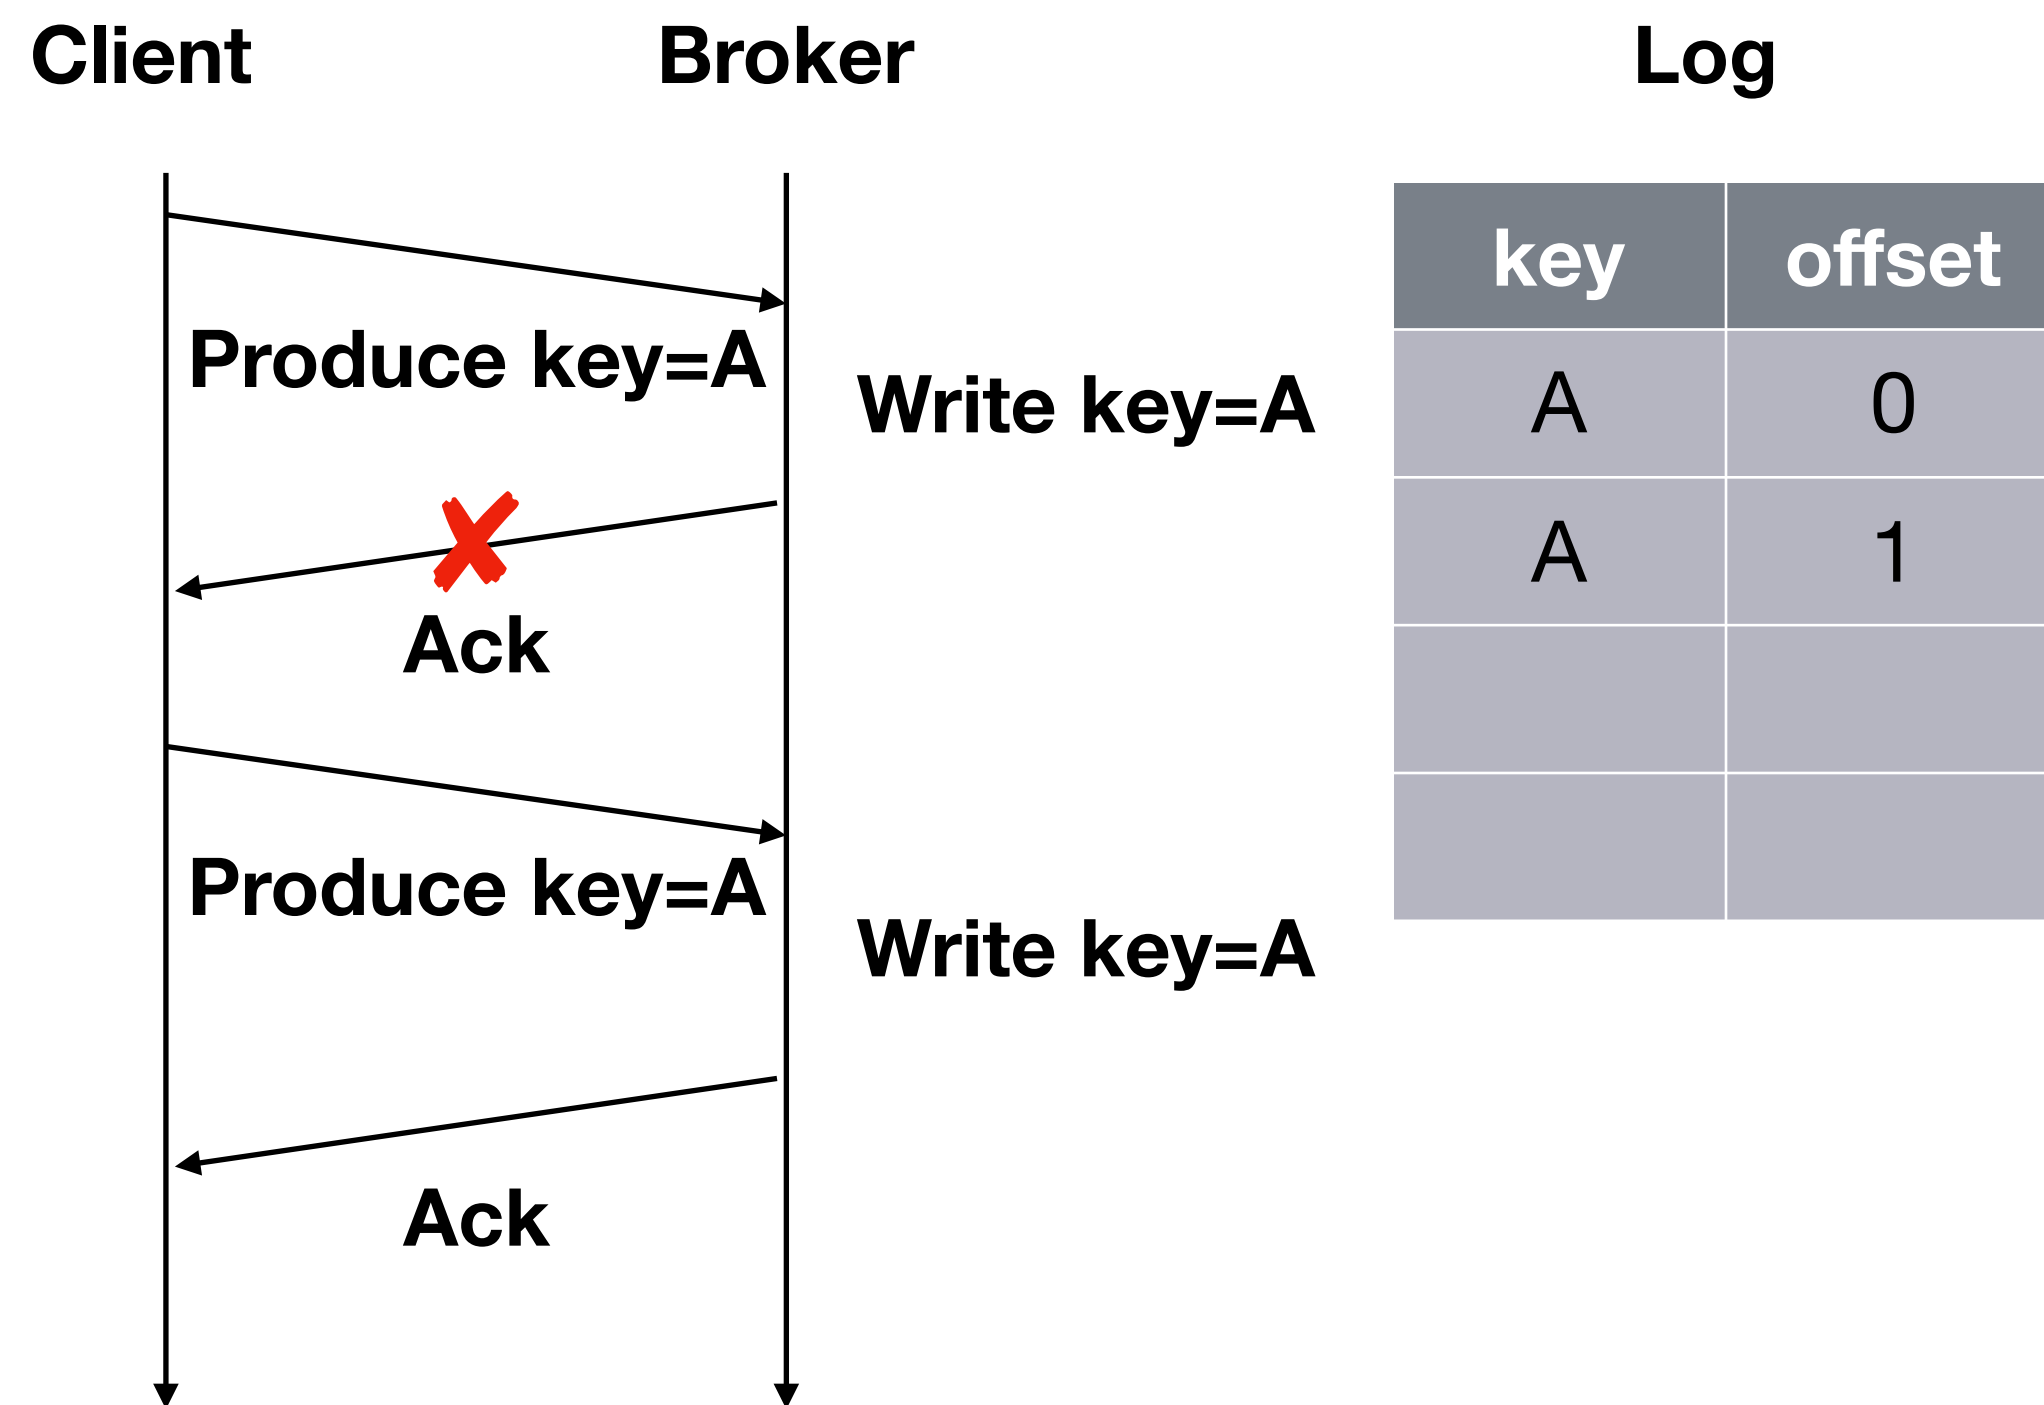 Client
Broker
Log
key offset
Produce key=A
Write key=A
A 0
Ack
A 1
Produce key=A
Write key=A
Ack